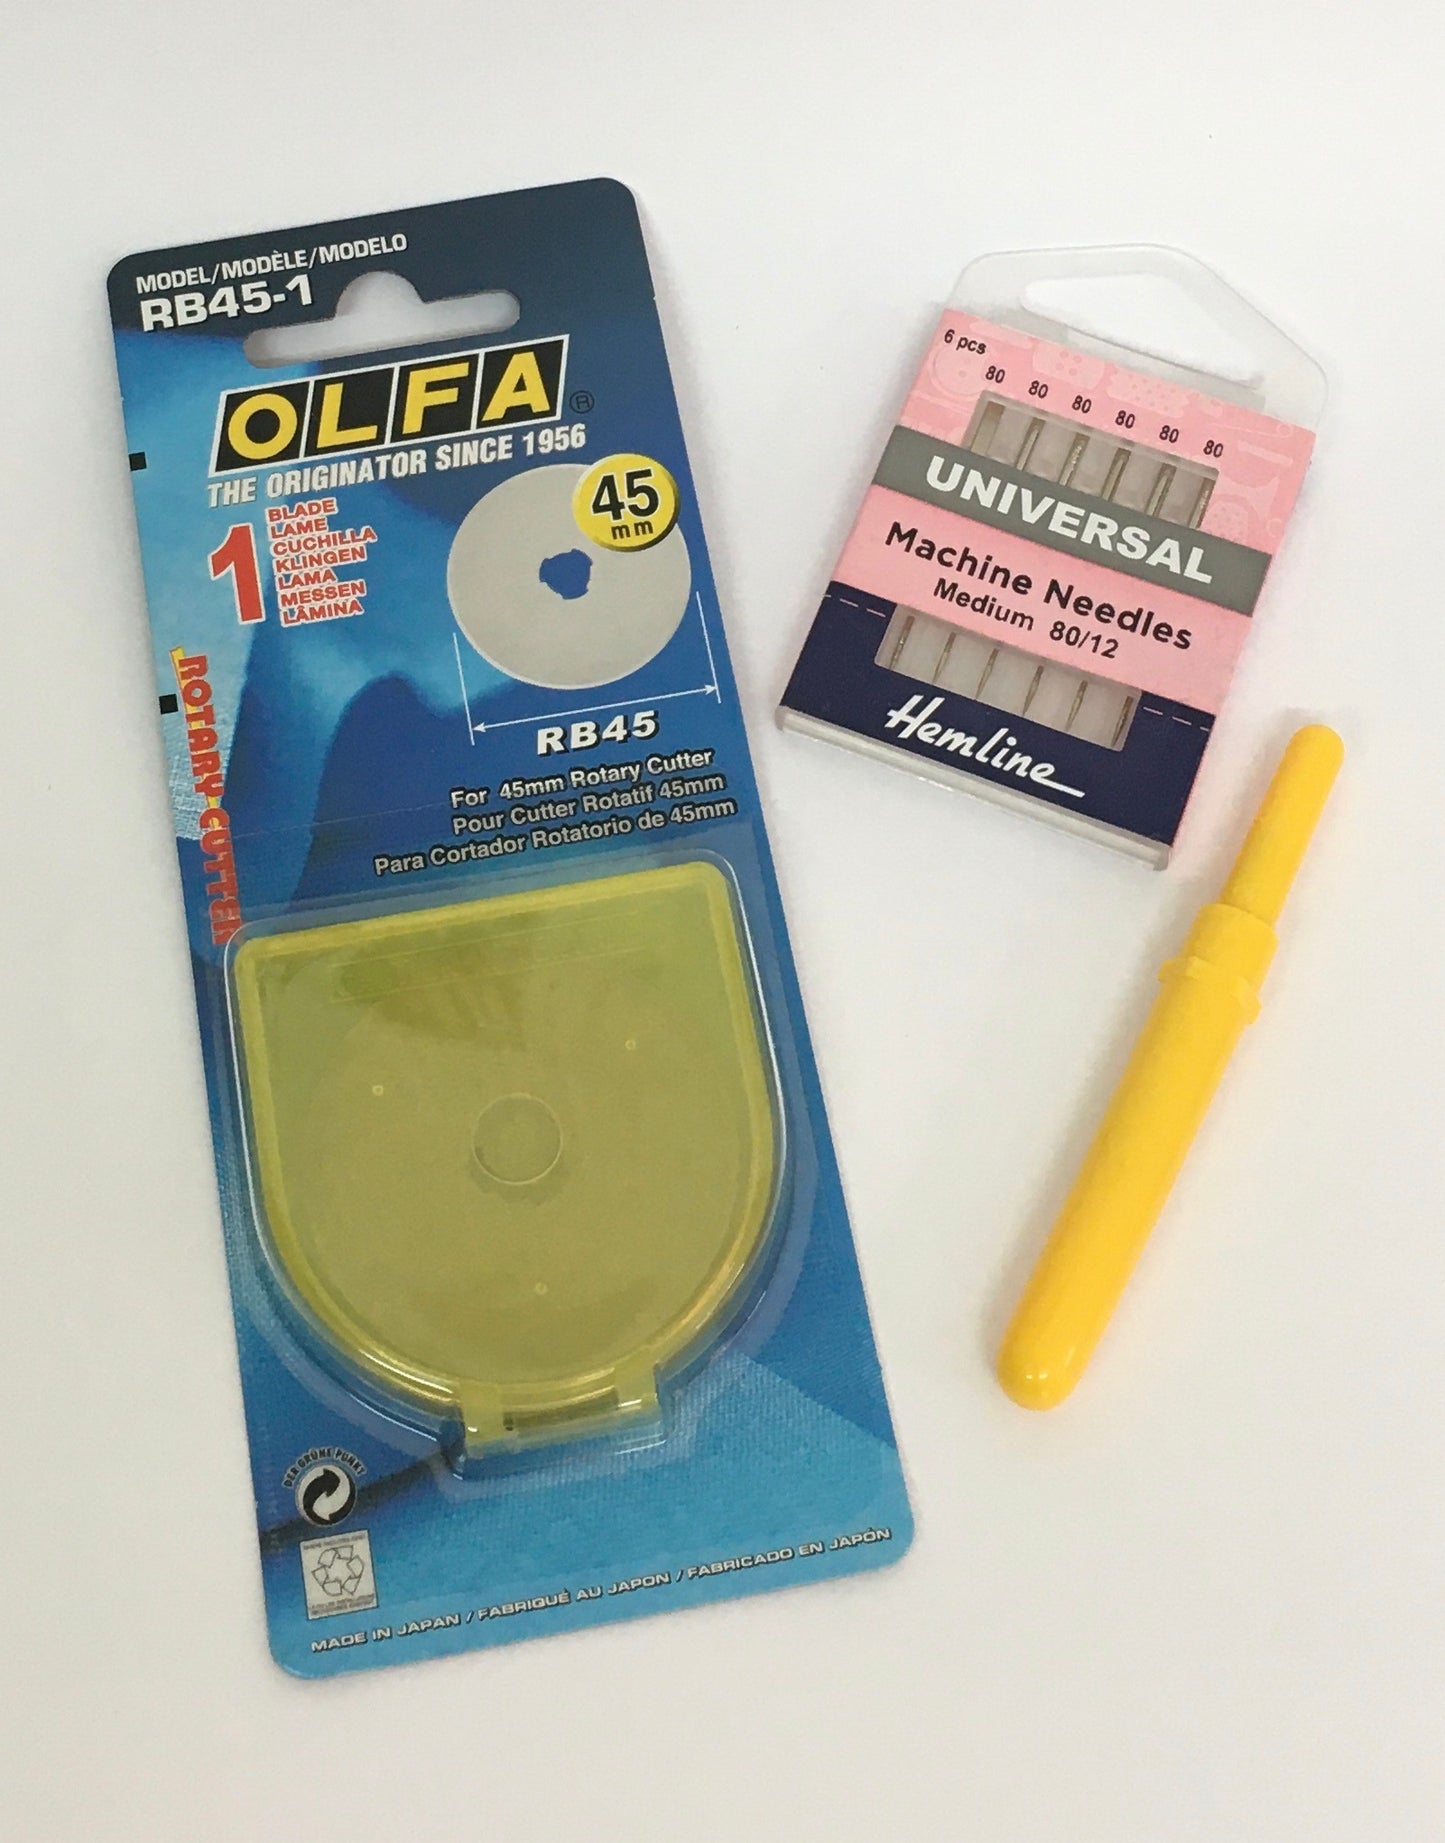 MODEL/MODÈLE/MODELO
RB45-1
OLFA®
THE ORIGINATOR SINCE 1956
45
mm
1
BLADE
LAME
CUCHILLA
KLINGEN
LAMA
MESSEN
LÂMINA
ROTARY CUTTER
RB45
For 45mm Rotary Cutter
Pour Cutter Rotatif 45mm
Para Cortador Rotatorio de 45mm
DER GRÜNE PUNKT
MADE IN JAPAN / FABRIQUÉ AU JAPON / FABRICADO EN JAPÓN
6 pcs
80 80 80 80 80 80
UNIVERSAL
Machine Needles
Medium 80/12
Hemline